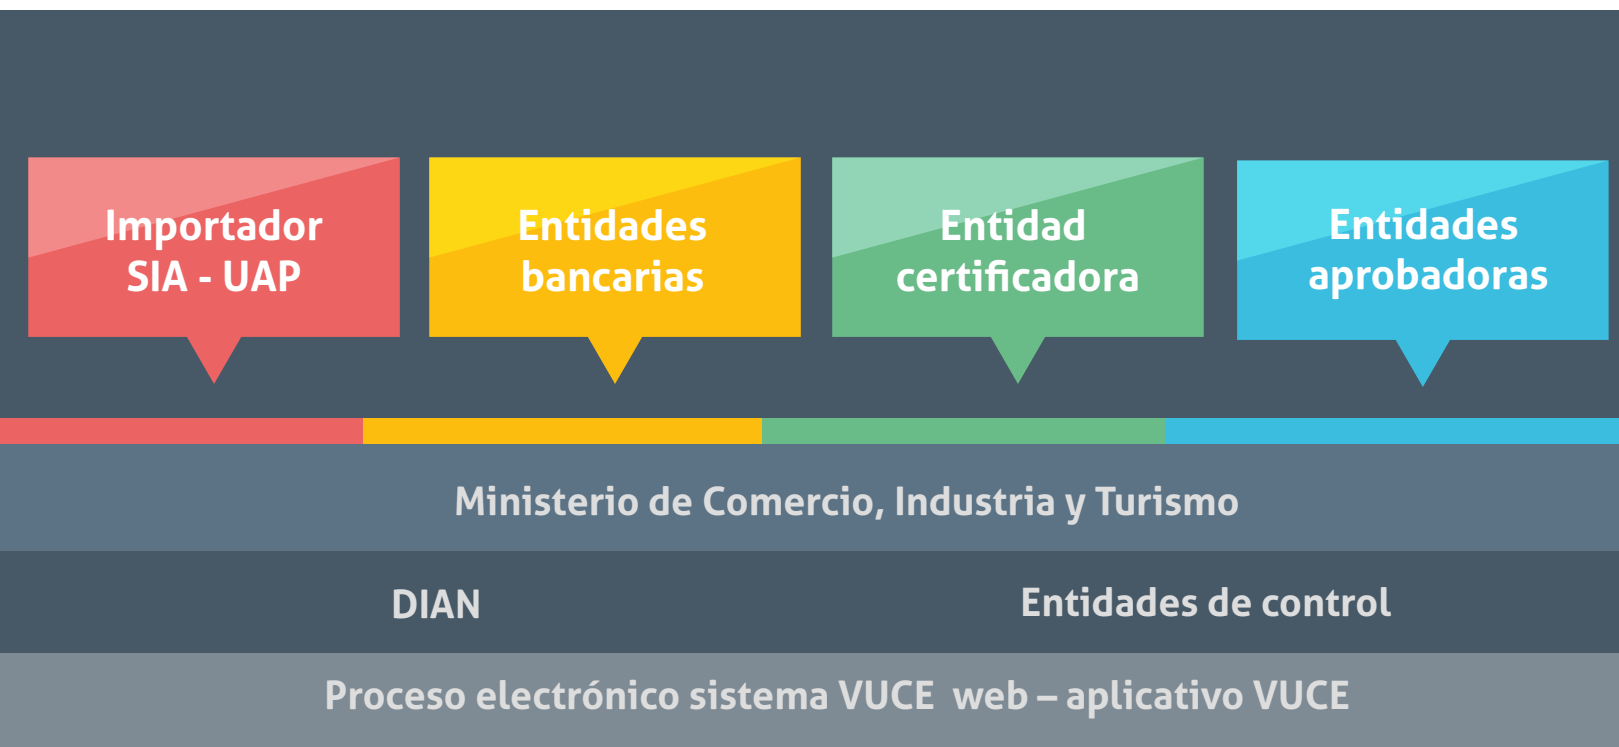 Importador
SIA - UAP
Entidades
bancarias
Entidad
certificadora
Entidades
aprobadoras
Ministerio de Comercio, Industria y Turismo
DIAN
Entidades de control
Proceso electrónico sistema VUCE web – aplicativo VUCE